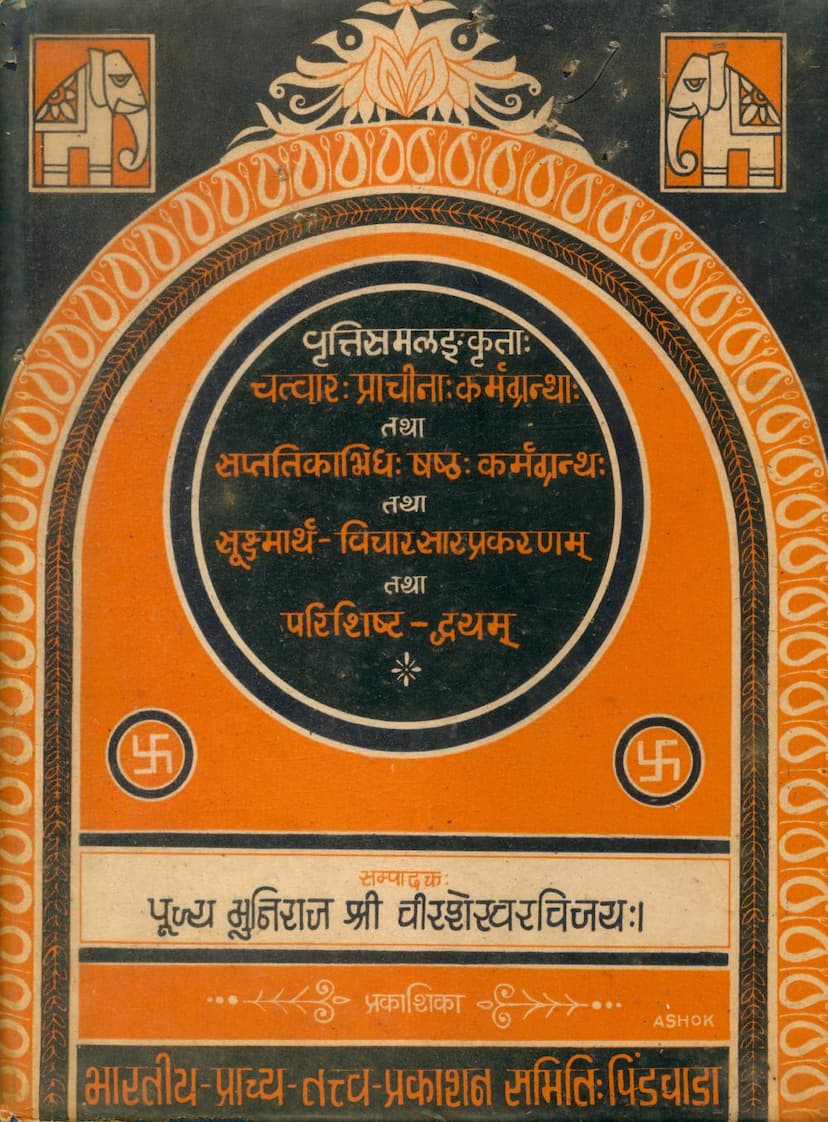 वृत्तिसमलङ्कृताः
चत्वारः प्राचीनाः कर्मग्रन्थाः
तथा
सप्ततिकाभिधः षष्ठः कर्मग्रन्थः
तथा
सूक्ष्मार्थ-विचारसारप्रकरणम्
तथा
परिशिष्ट-द्वयम्
सम्पादकः
पूज्य मुनिराज श्री वीरशेखरविजयः।
प्रकाशिका
ASHOK
भारतीय-प्राच्य-तत्त्व-प्रकाशन समितिः पिंडवाडा